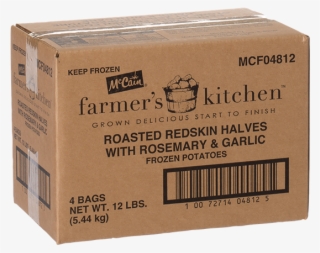 KEEP FROZEN
MCF04812
McCain
farmer's kitchen™
GROWN DELICIOUS START TO FINISH
ROASTED REDSKIN HALVES
WITH ROSEMARY & GARLIC
FROZEN POTATOES
4 BAGS
NET WT. 12 LBS.
(5.44 kg)
1 00 72714 04812 5